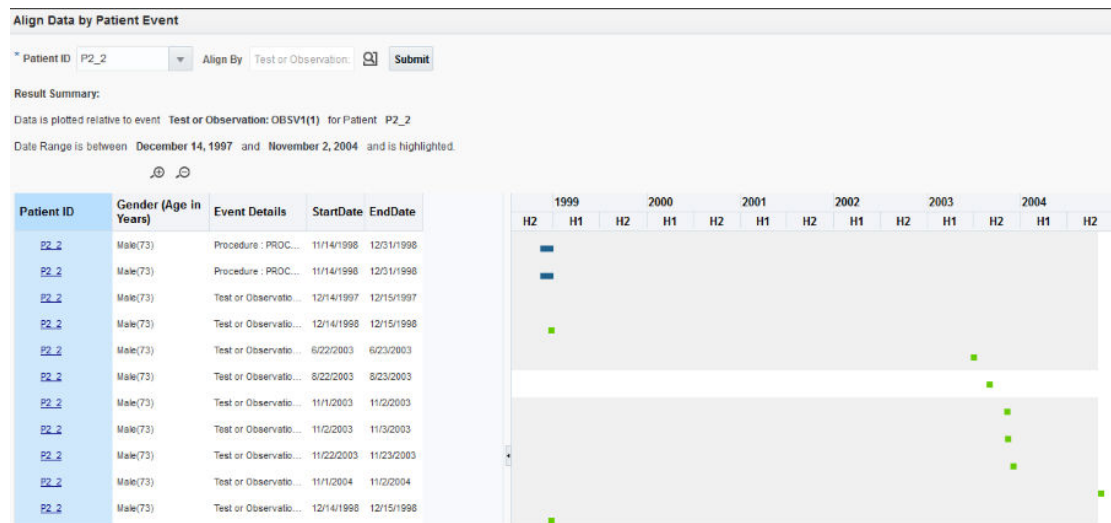 Align Data by Patient Event
* Patient ID P2_2 Align By Test or Observation: Submit
Result Summary:
Data is plotted relative to event Test or Observation: OBSV1(1) for Patient P2_2
Date Range is between December 14, 1997 and November 2, 2004 and is highlighted.
Patient ID Gender (Age in Years) Event Details StartDate EndDate
1999 2000 2001 2002 2003 2004
H2 H1 H2 H1 H2 H1 H2 H1 H2 H1 H2 H1 H2
P2_2 Male(73) Procedure : PROC... 11/14/1998 12/31/1998
P2_2 Male(73) Procedure : PROC... 11/14/1998 12/31/1998
P2_2 Male(73) Test or Observatio... 12/14/1997 12/15/1997
P2_2 Male(73) Test or Observatio... 12/14/1998 12/15/1998
P2_2 Male(73) Test or Observatio... 6/22/2003 6/23/2003
P2_2 Male(73) Test or Observatio... 8/22/2003 8/23/2003
P2_2 Male(73) Test or Observatio... 11/1/2003 11/2/2003
P2_2 Male(73) Test or Observatio... 11/2/2003 11/3/2003
P2_2 Male(73) Test or Observatio... 11/22/2003 11/23/2003
P2_2 Male(73) Test or Observatio... 11/1/2004 11/2/2004
P2_2 Male(73) Test or Observatio... 12/14/1998 12/15/1998